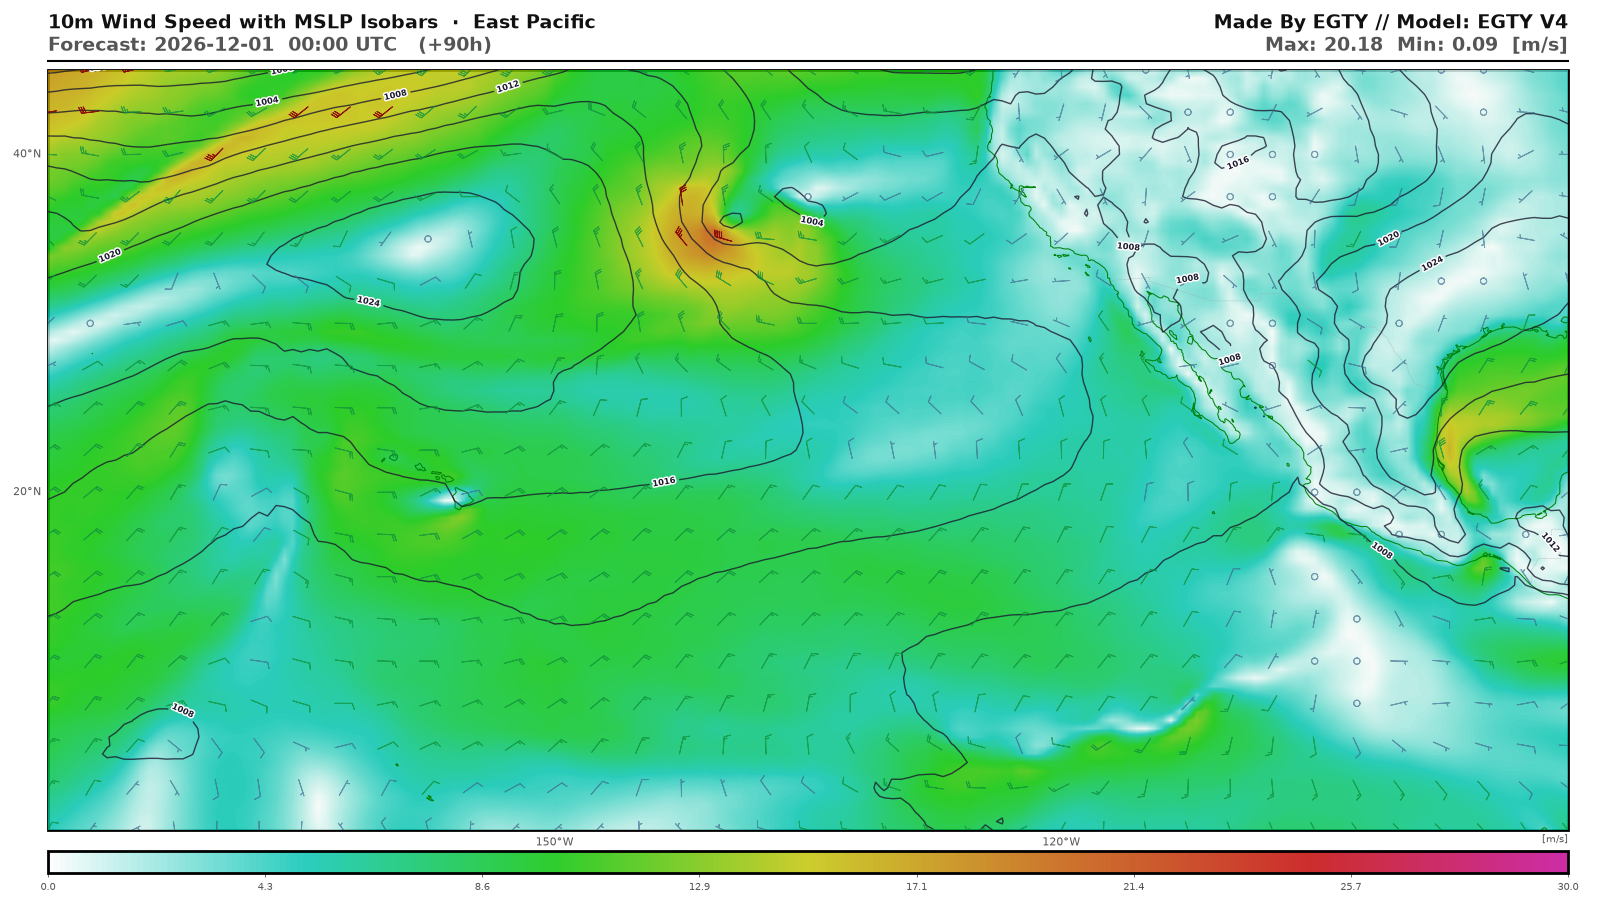 10m Wind Speed with MSLP Isobars · East Pacific
Made By EGTY // Model: EGTY V4
Forecast: 2026-12-01 00:00 UTC (+90h)
Max: 20.18 Min: 0.09 [m/s]
1004
1008
1012
40°N
1016
1004
1020
1008
1020
1024
1008
1024
1008
1016
20°N
1008
1012
1008
150°W
120°W
[m/s]
0.0
4.3
8.6
12.9
17.1
21.4
25.7
30.0